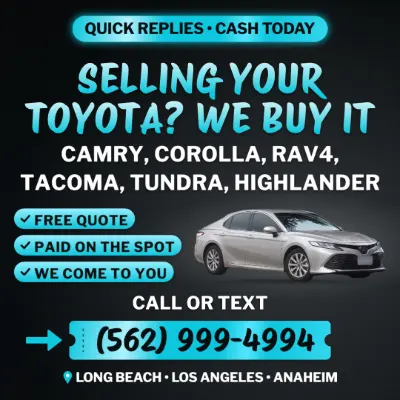 QUICK REPLIES • CASH TODAY
SELLING YOUR
TOYOTA? WE BUY IT
CAMRY, COROLLA, RAV4,
TACOMA, TUNDRA, HIGHLANDER
FREE QUOTE
PAID ON THE SPOT
WE COME TO YOU
CALL OR TEXT
(562) 999-4994
LONG BEACH • LOS ANGELES • ANAHEIM